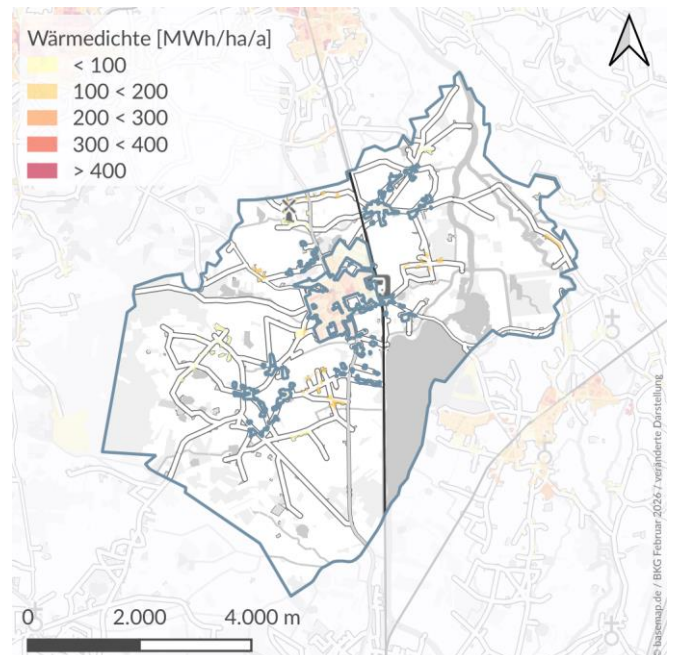 Wärmedichte [MWh/ha/a]
< 100
100 < 200
200 < 300
300 < 400
> 400
0 2.000 4.000 m
© basemap.de / BKG Februar 2026 / veränderte Darstellung